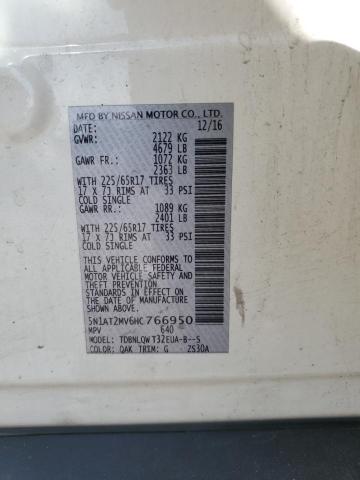 MFD BY NISSAN MOTOR CO., LTD.
DATE: 12/16
GVWR: 2122 KG
4679 LB
GAWR FR.: 1072 KG
2363 LB
WITH 225/65R17 TIRES
17 X 7J RIMS AT 33 PSI
COLD SINGLE
GAWR RR.: 1089 KG
2401 LB
WITH 225/65R17 TIRES
17 X 7J RIMS AT 33 PSI
COLD SINGLE
THIS VEHICLE CONFORMS TO
ALL APPLICABLE FEDERAL
MOTOR VEHICLE SAFETY AND
THEFT PREVENTION
STANDARDS IN EFFECT ON
THE DATE OF MANUFACTURE
SHOWN ABOVE.
5N1AT2MV6HC766950
MPV 640
MODEL: TDBNLQW T32EUA-B--S
COLOR: QAK TRIM: G ZS30A